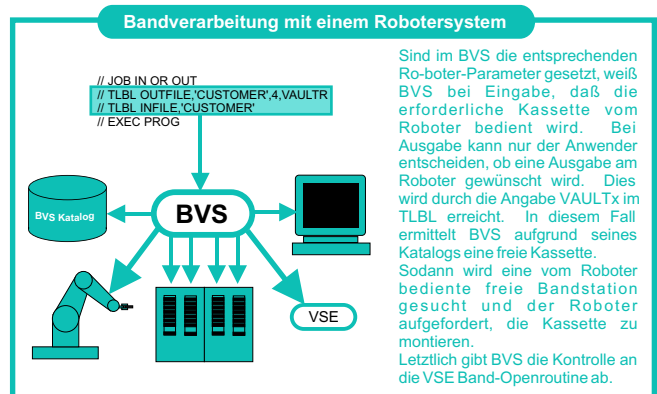 Bandverarbeitung mit einem Robotersystem
// JOB IN OR OUT
// TLBL OUTFILE,'CUSTOMER',4,VAULTR
// TLBL INFILE,'CUSTOMER'
// EXEC PROG
BVS Katalog
BVS
VSE
Sind im BVS die entsprechenden
Ro-boter-Parameter gesetzt, weiß
BVS bei Eingabe, daß die
erforderliche Kassette vom
Roboter bedient wird. Bei
Ausgabe kann nur der Anwender
entscheiden, ob eine Ausgabe am
Roboter gewünscht wird. Dies
wird durch die Angabe VAULTx im
TLBL erreicht. In diesem Fall
ermittelt BVS aufgrund seines
Katalogs eine freie Kassette.
Sodann wird eine vom Roboter
bediente freie Bandstation
gesucht und der Roboter
aufgefordert, die Kassette zu
montieren.
Letztlich gibt BVS die Kontrolle an
die VSE Band-Openroutine ab.